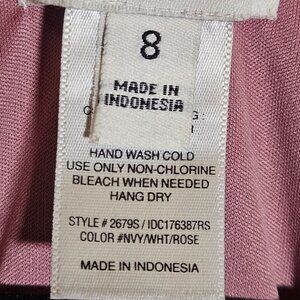 8
MADE IN
INDONESIA
HAND WASH COLD
USE ONLY NON-CHLORINE
BLEACH WHEN NEEDED
HANG DRY
STYLE # 2679S / IDC176387RS
COLOR #NVY/WHT/ROSE
MADE IN INDONESIA